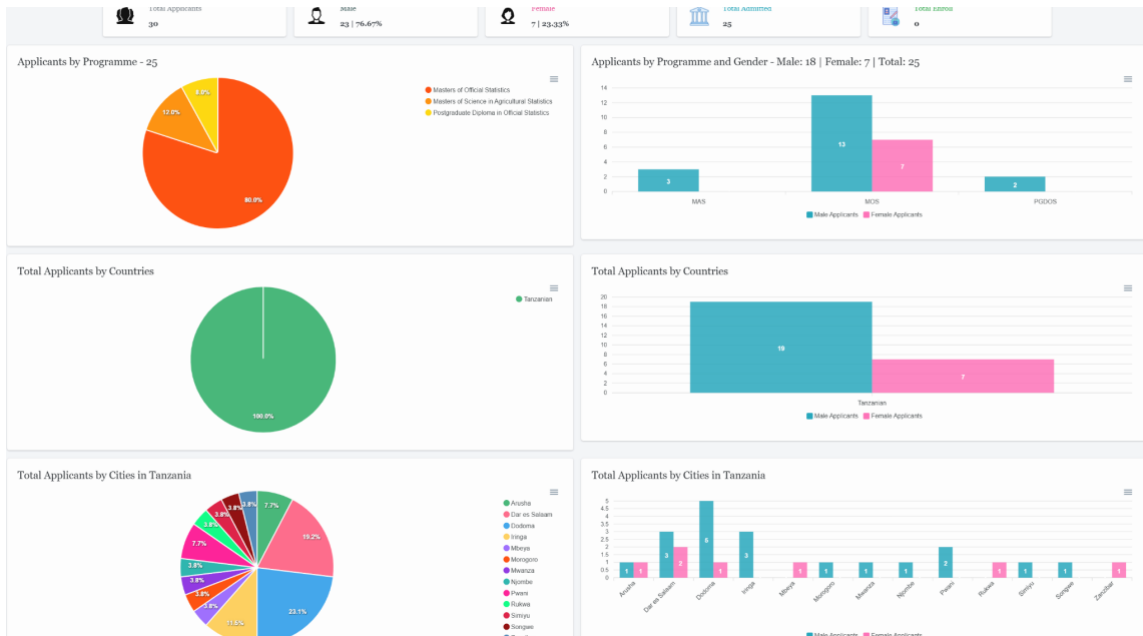 Total Applicants
30
Male
23 | 76.67%
Female
7 | 23.33%
Total Admitted
25
Total Enroll
0
Applicants by Programme - 25
8.0%
12.0%
80.0%
Masters of Official Statistics
Masters of Science in Agricultural Statistics
Postgraduate Diploma in Official Statistics
Applicants by Programme and Gender - Male: 18 | Female: 7 | Total: 25
14
12
10
8
6
4
2
0
3
13
7
2
MAS
MOS
PGDOS
Male Applicants
Female Applicants
Total Applicants by Countries
Tanzanian
100.0%
Total Applicants by Countries
20
18
16
14
12
10
8
6
4
2
0
19
7
Tanzanian
Male Applicants
Female Applicants
Total Applicants by Cities in Tanzania
3.8%
7.7%
3.8%
3.8%
19.2%
3.8%
7.7%
3.8%
3.8%
3.8%
3.8%
11.5%
23.1%
Arusha
Dar es Salaam
Dodoma
Iringa
Mbeya
Morogoro
Mwanza
Njombe
Pwani
Rukwa
Simiyu
Songwe
Total Applicants by Cities in Tanzania
5
4.5
4
3.5
3
2.5
2
1.5
1
0.5
0
1
1
3
2
5
1
3
1
1
1
1
2
1
1
1
1
Arusha
Dar es Salaam
Dodoma
Iringa
Mbeya
Morogoro
Mwanza
Njombe
Pwani
Rukwa
Simiyu
Songwe
Zanzibar
Male Applicants
Female Applicants